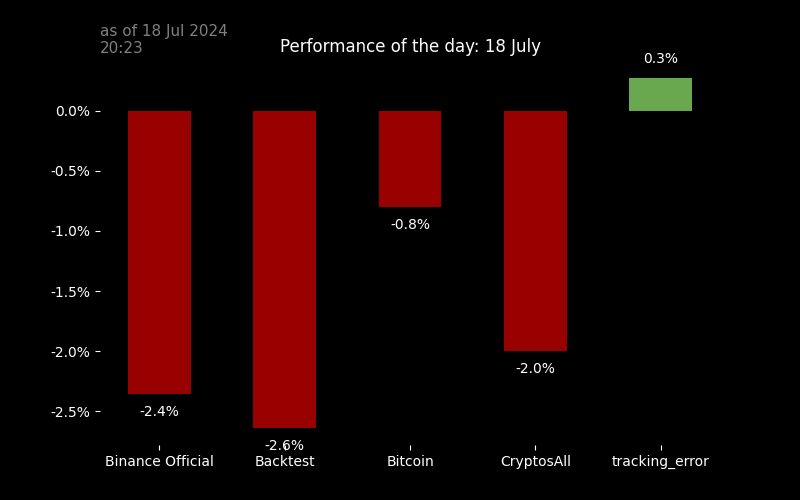 as of 18 Jul 2024
20:23
Performance of the day: 18 July
0.3%
0.0%
-0.5%
-1.0%
-1.5%
-2.0%
-2.5%
-0.8%
-2.0%
-2.4%
-2.6%
Binance Official
Backtest
Bitcoin
CryptosAll
tracking_error